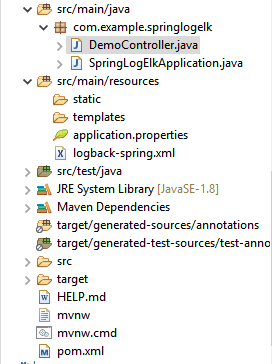 src/main/java
com.example.springlogelk
DemoController.java
SpringLogElkApplication.java
src/main/resources
static
templates
application.properties
logback-spring.xml
src/test/java
JRE System Library [JavaSE-1.8]
Maven Dependencies
target/generated-sources/annotations
target/generated-test-sources/test-anno
src
target
HELP.md
mvnw
mvnw.cmd
pom.xml